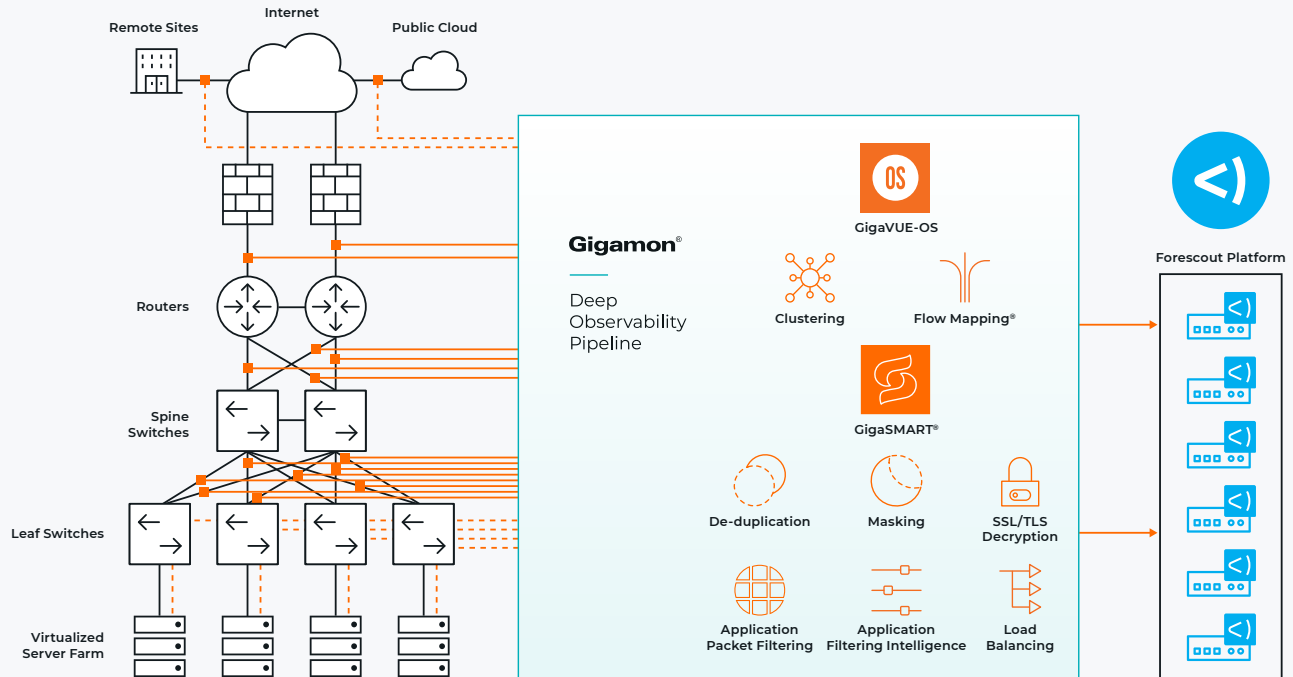 Internet
Remote Sites
Public Cloud
Routers
Spine
Switches
Leaf Switches
Virtualized
Server Farm
Gigamon®
Deep
Observability
Pipeline
OS
GigaVUE-OS
Clustering
Flow Mapping®
GigaSMART®
De-duplication
Masking
SSL/TLS
Decryption
Application
Packet Filtering
Application
Filtering Intelligence
Load
Balancing
Forescout Platform